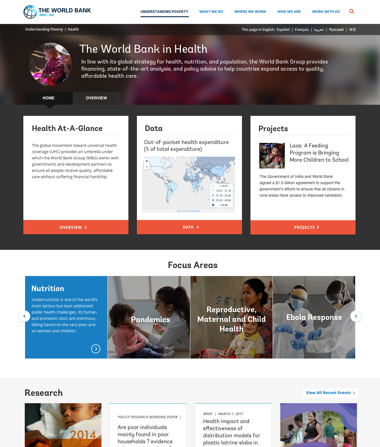 THE WORLD BANK
IBRD • IDA
UNDERSTANDING POVERTY
WHAT WE DO
WHERE WE WORK
WHO WE ARE
WORK WITH US
Understanding Poverty / Health
This page in English | Español | Français | العربية | Русский | 中文
The World Bank in Health
In line with its global strategy for health, nutrition, and population, the World Bank Group provides
financing, state-of-the-art analysis, and policy advice to help countries expand access to quality,
affordable health care.
HOME
OVERVIEW
Health At-A-Glance
The global movement toward universal health
coverage (UHC) provides an umbrella under
which the World Bank Group (WBG) works with
governments and development partners to
ensure all people receive quality, affordable
care without suffering financial hardship.
OVERVIEW
Data
Out-of-pocket health expenditure
(% of total expenditure)
DATA
Projects
Laos: A Feeding
Program is Bringing
More Children to School
The Government of India and World Bank
signed a $1.5 billion agreement to support the
government's efforts to ensure that all citizens in
rural areas have access to improved sanitation.
PROJECTS
Focus Areas
Nutrition
Undernutrition is one of the world's
most serious but least addressed
public health problems. Its human
and economic costs are enormous,
falling hardest on the very poor and
on women and children.
Pandemics
Reproductive,
Maternal and Child
Health
Ebola Response
Research
View All Recent Events
2014
POLICY RESEARCH WORKING PAPER |
Are poor individuals
mainly found in poor
households ? evidence
BRIEF | MARCH 1, 2017
Health impact and
effectiveness of
distribution models for
plastic latrine slabs in